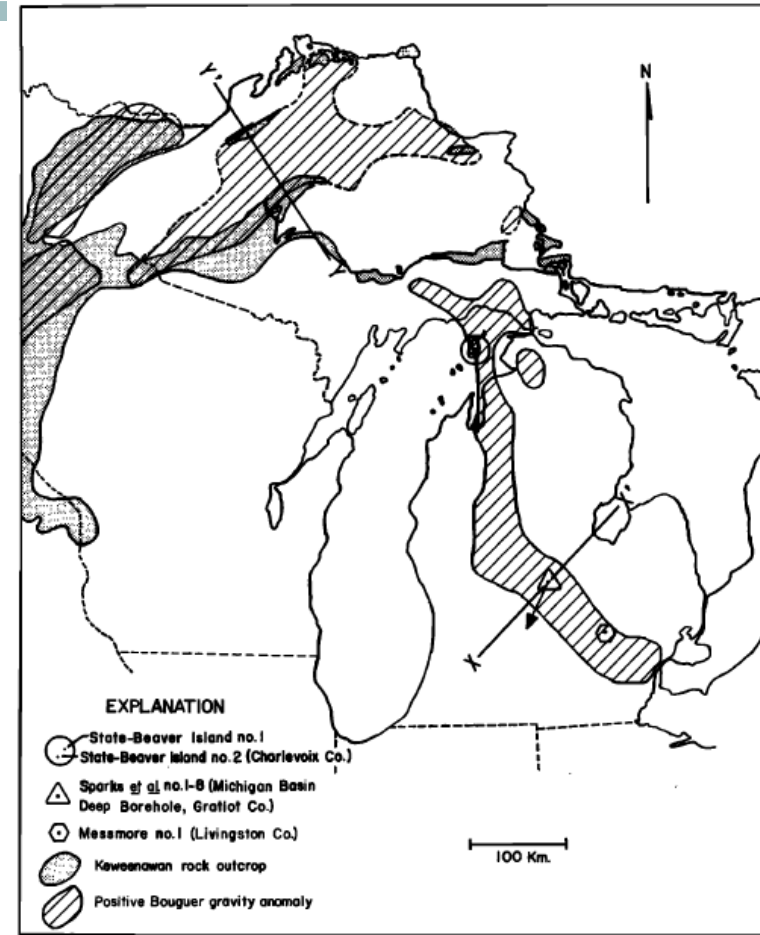 Y'
N
Y
X
EXPLANATION
State-Beaver Island no.1
State-Beaver Island no.2 (Charlevoix Co.)
Sparks et al no.1-8 (Michigan Basin
Deep Borehole, Gratiot Co.)
Messmore no.1 (Livingston Co.)
Keweenawan rock outcrop
Positive Bouguer gravity anomaly
100 Km.